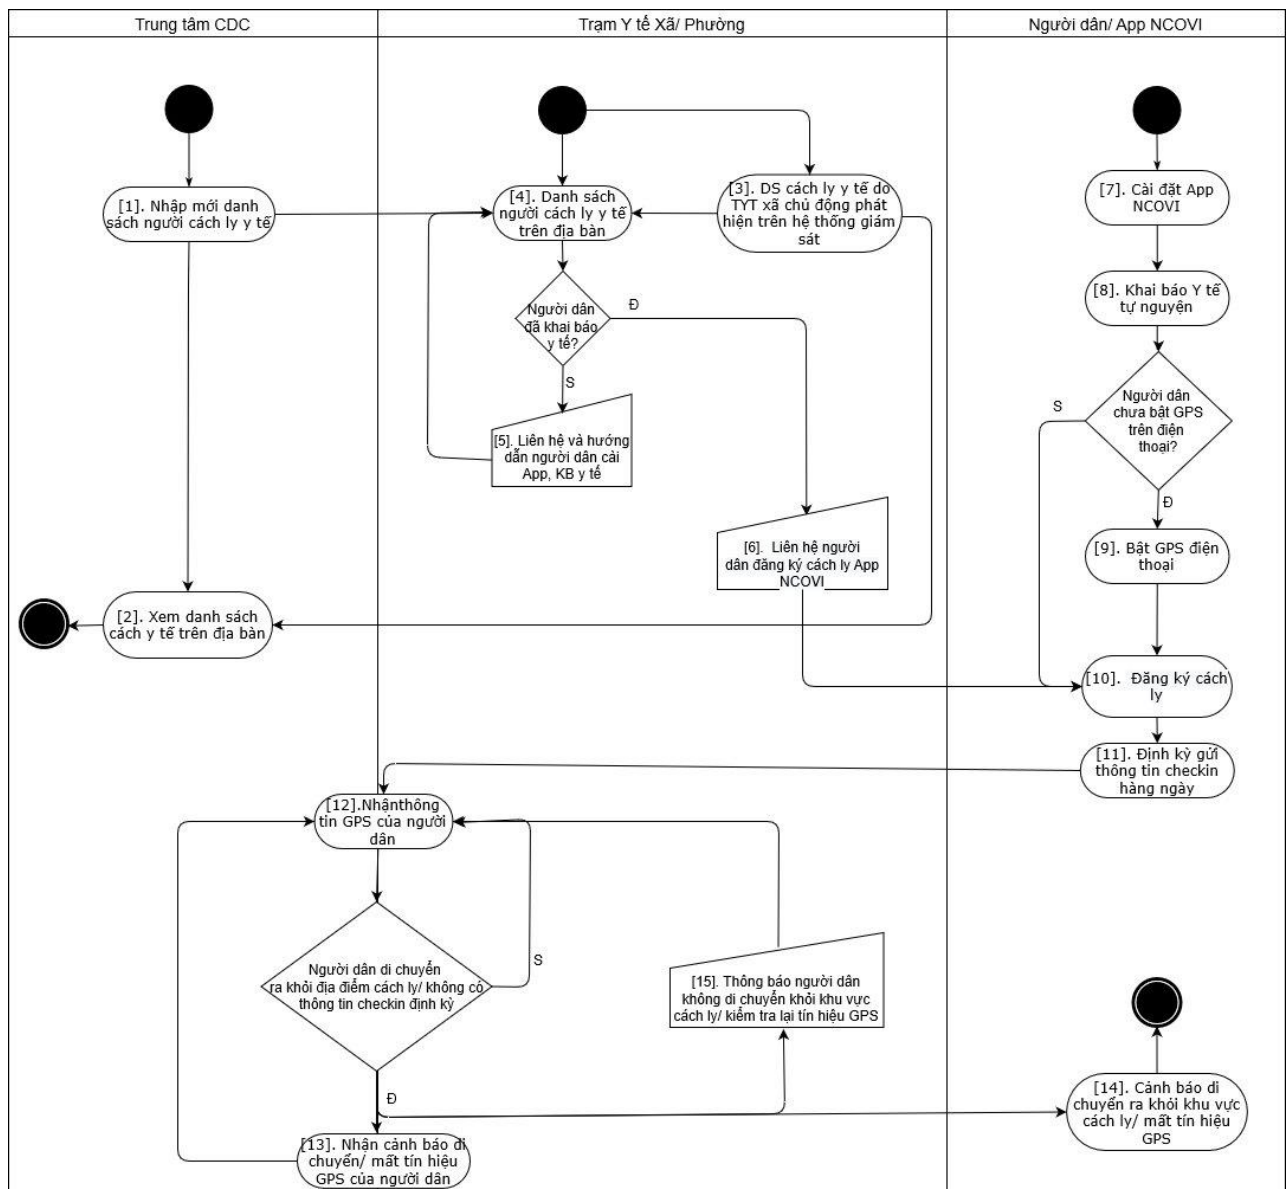 Trung tâm CDC
Trạm Y tế Xã/ Phường
Người dân/ App NCOVI
[1]. Nhập mới danh
sách người cách ly y tế
[4]. Danh sách
người cách ly y tế
trên địa bàn
[3]. DS cách ly y tế do
TYT xã chủ động phát
hiện trên hệ thống giám
sát
[7]. Cài đặt App
NCOVI
[8]. Khai báo Y tế
tự nguyện
Người dân
đã khai báo
y tế?
Đ
S
[5]. Liên hệ và hướng
dẫn người dân cài
App, KB y tế
Người dân
chưa bật GPS
trên điện
thoại?
S
Đ
[6]. Liên hệ người
dân đăng ký cách ly App
NCOVI
[9]. Bật GPS điện
thoại
[2]. Xem danh sách
cách y tế trên địa bàn
[10]. Đăng ký cách
ly
[11]. Định kỳ gửi
thông tin checkin
hàng ngày
[12].Nhậnthông
tin GPS của người
dân
Người dân di chuyển
ra khỏi địa điểm cách ly/ không có
thông tin checkin định kỳ
S
Đ
[15]. Thông báo người dân
không di chuyển khỏi khu vực
cách ly/ kiểm tra lại tín hiệu GPS
[13]. Nhận cảnh báo di
chuyển/ mất tín hiệu
GPS của người dân
[14]. Cảnh báo di
chuyển ra khỏi khu vực
cách ly/ mất tín hiệu
GPS